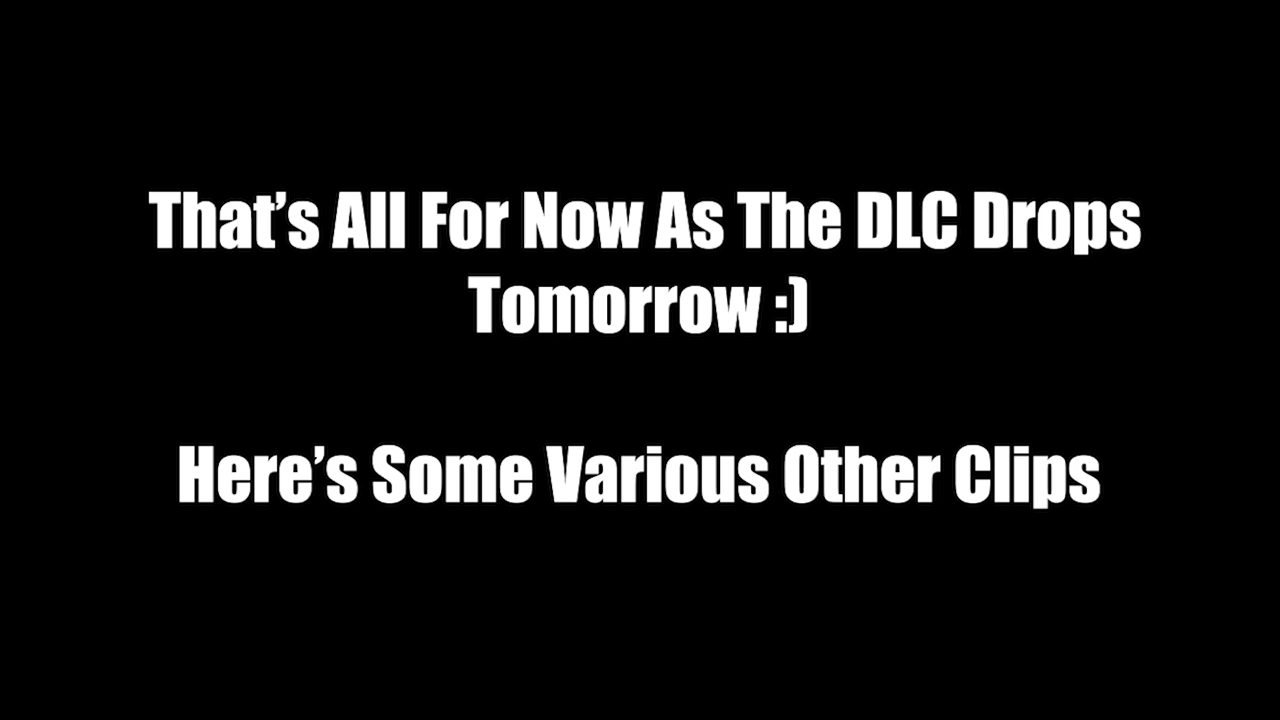 That’s All For Now As The DLC Drops
Tomorrow :)
Here’s Some Various Other Clips